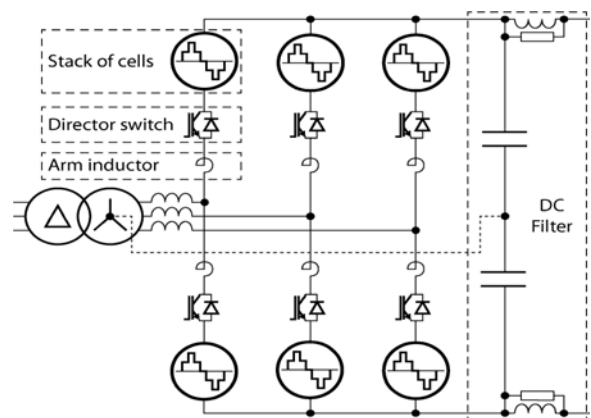 Stack of cells
Director switch
Arm inductor
DC
Filter